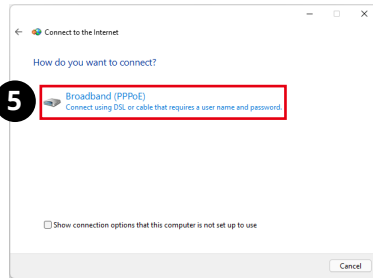 Connect to the Internet
How do you want to connect?
5
Broadband (PPPoE)
Connect using DSL or cable that requires a user name and password.
Show connection options that this computer is not set up to use
Cancel